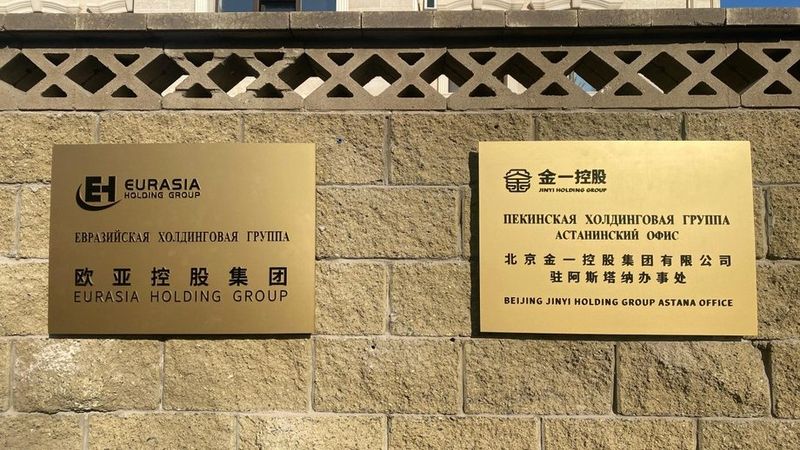 EH EURASIA
HOLDING GROUP
ЕВРАЗИЙСКАЯ ХОЛДИНГОВАЯ ГРУППА
欧亚控股集团
EURASIA HOLDING GROUP
金一控股
JINYI HOLDING GROUP
ПЕКИНСКАЯ ХОЛДИНГОВАЯ ГРУППА
АСТАНИНСКИЙ ОФИС
北京金一控股集团有限公司
驻阿斯塔纳办事处
BEIJING JINYI HOLDING GROUP ASTANA OFFICE